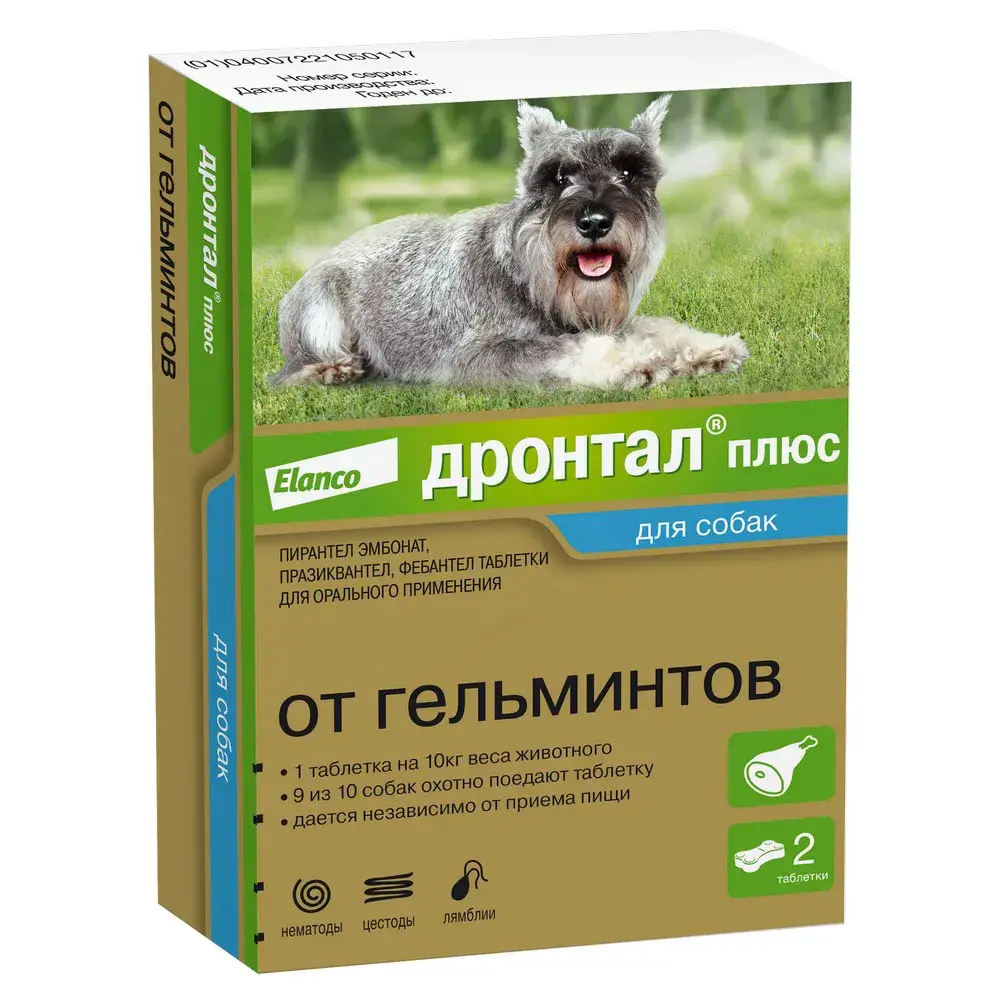 (01)04007221050117
Номер серии:
Дата производства:
Годен до:
ОТ ГЕЛЬМИНТОВ
дронтал® плюс
для собак
Elanco
дронтал® плюс
для собак
ПИРАНТЕЛ ЭМБОНАТ,
ПРАЗИКВАНТЕЛ, ФЕБАНТЕЛ ТАБЛЕТКИ
ДЛЯ ОРАЛЬНОГО ПРИМЕНЕНИЯ
ОТ ГЕЛЬМИНТОВ
• 1 таблетка на 10кг веса животного
• 9 из 10 собак охотно поедают таблетку
• дается независимо от приема пищи
2
таблетки
нематоды цестоды лямблии